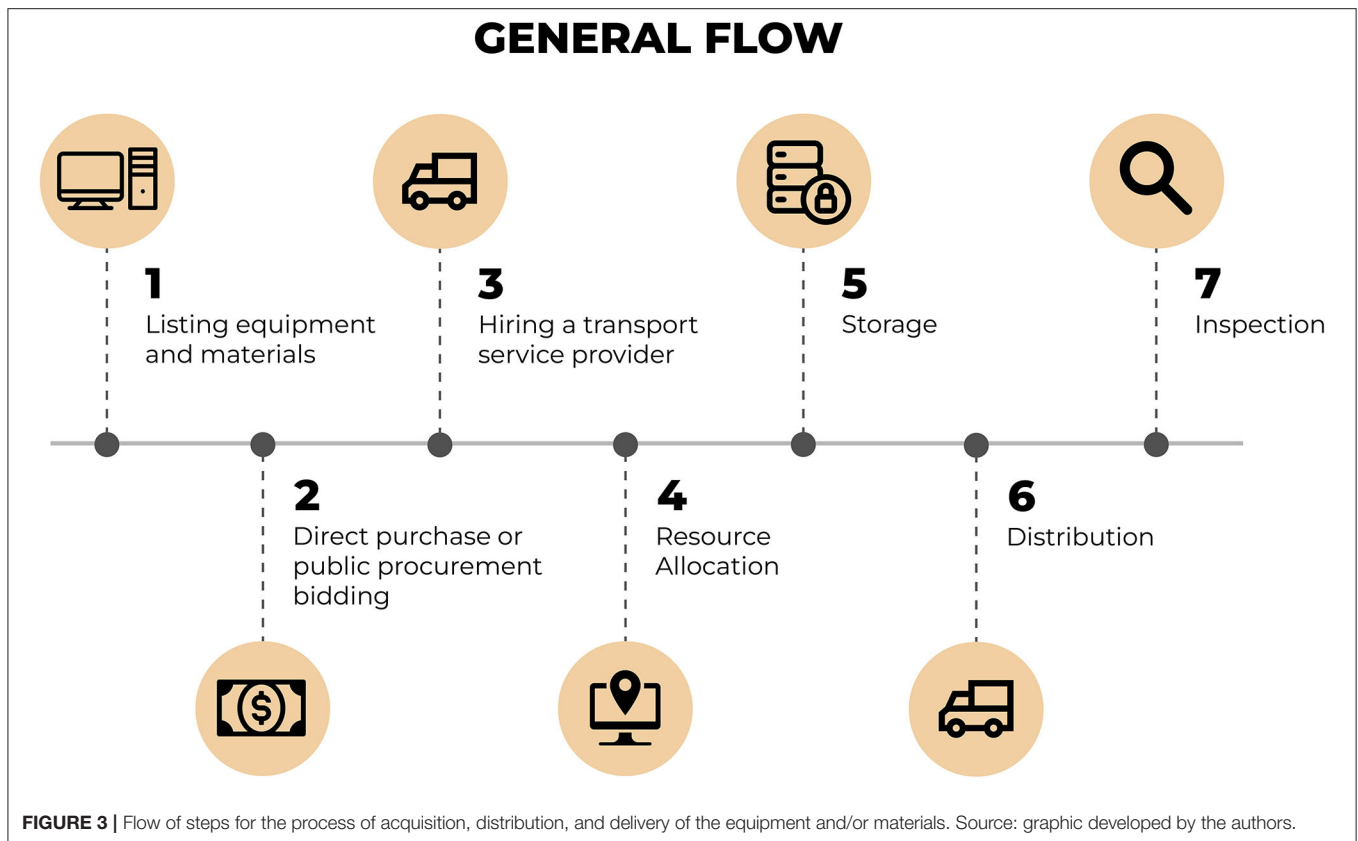 GENERAL FLOW
1
Listing equipment
and materials
2
Direct purchase or
public procurement
bidding
$
3
Hiring a transport
service provider
4
Resource
Allocation
5
Storage
6
Distribution
7
Inspection
FIGURE 3 | Flow of steps for the process of acquisition, distribution, and delivery of the equipment and/or materials. Source: graphic developed by the authors.